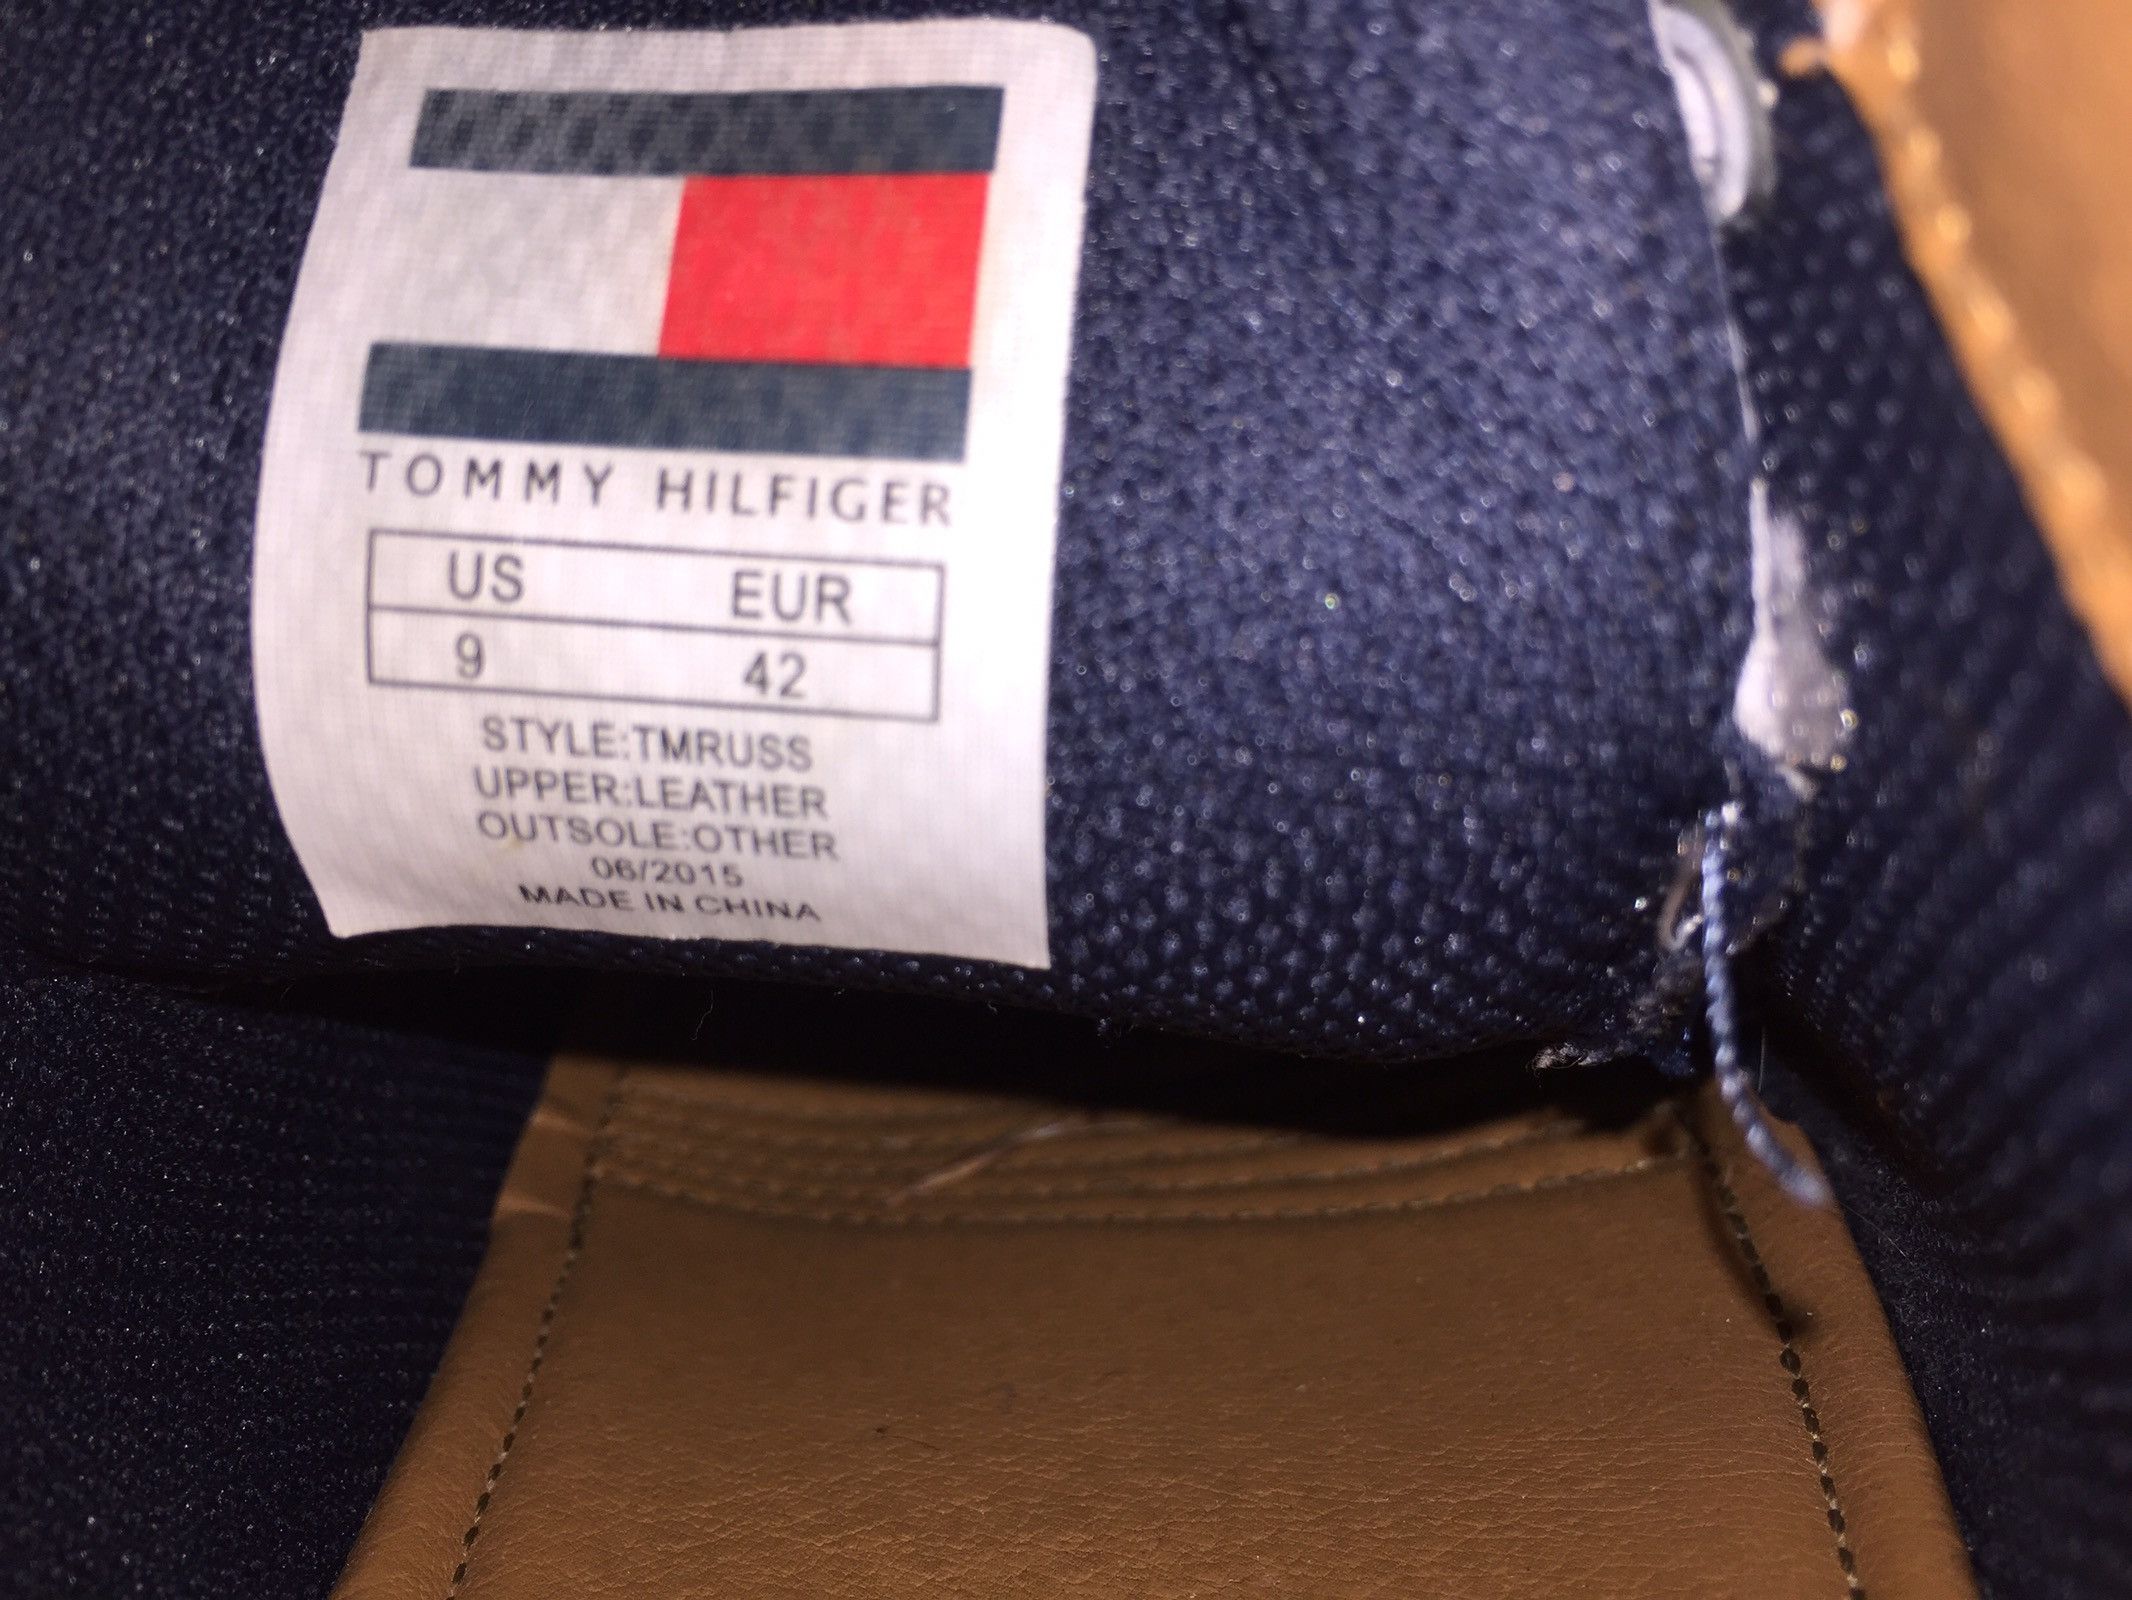 TOMMY HILFIGER
US EUR
9 42
STYLE:TMRUSS
UPPER:LEATHER
OUTSOLE:OTHER
06/2015
MADE IN CHINA